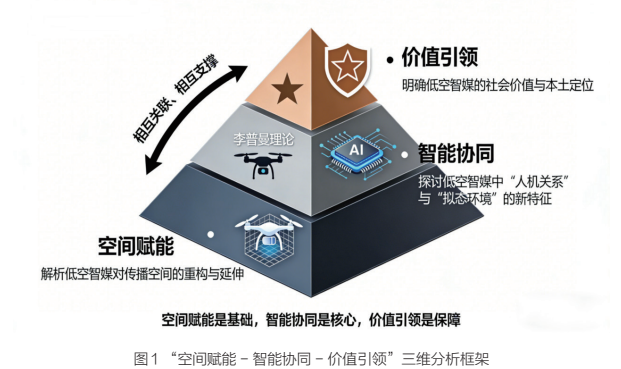 价值引领
明确低空智媒的社会价值与本土定位
相互关联、相互支撑
李普曼理论
AI
智能协同
探讨低空智媒中“人机关系”
与“拟态环境”的新特征
空间赋能
解析低空智媒对传播空间的重构与延伸
空间赋能是基础，智能协同是核心，价值引领是保障
图1 “空间赋能－智能协同－价值引领”三维分析框架